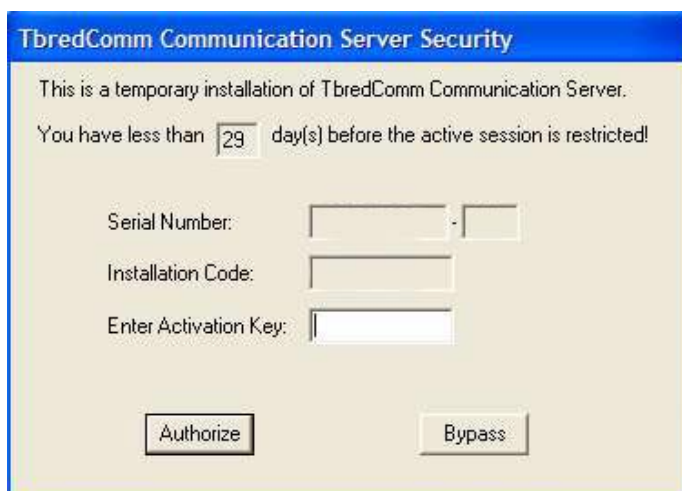 TbredComm Communication Server Security
This is a temporary installation of TbredComm Communication Server.
You have less than 29 day(s) before the active session is restricted!
Serial Number: -
Installation Code:
Enter Activation Key:
Authorize Bypass